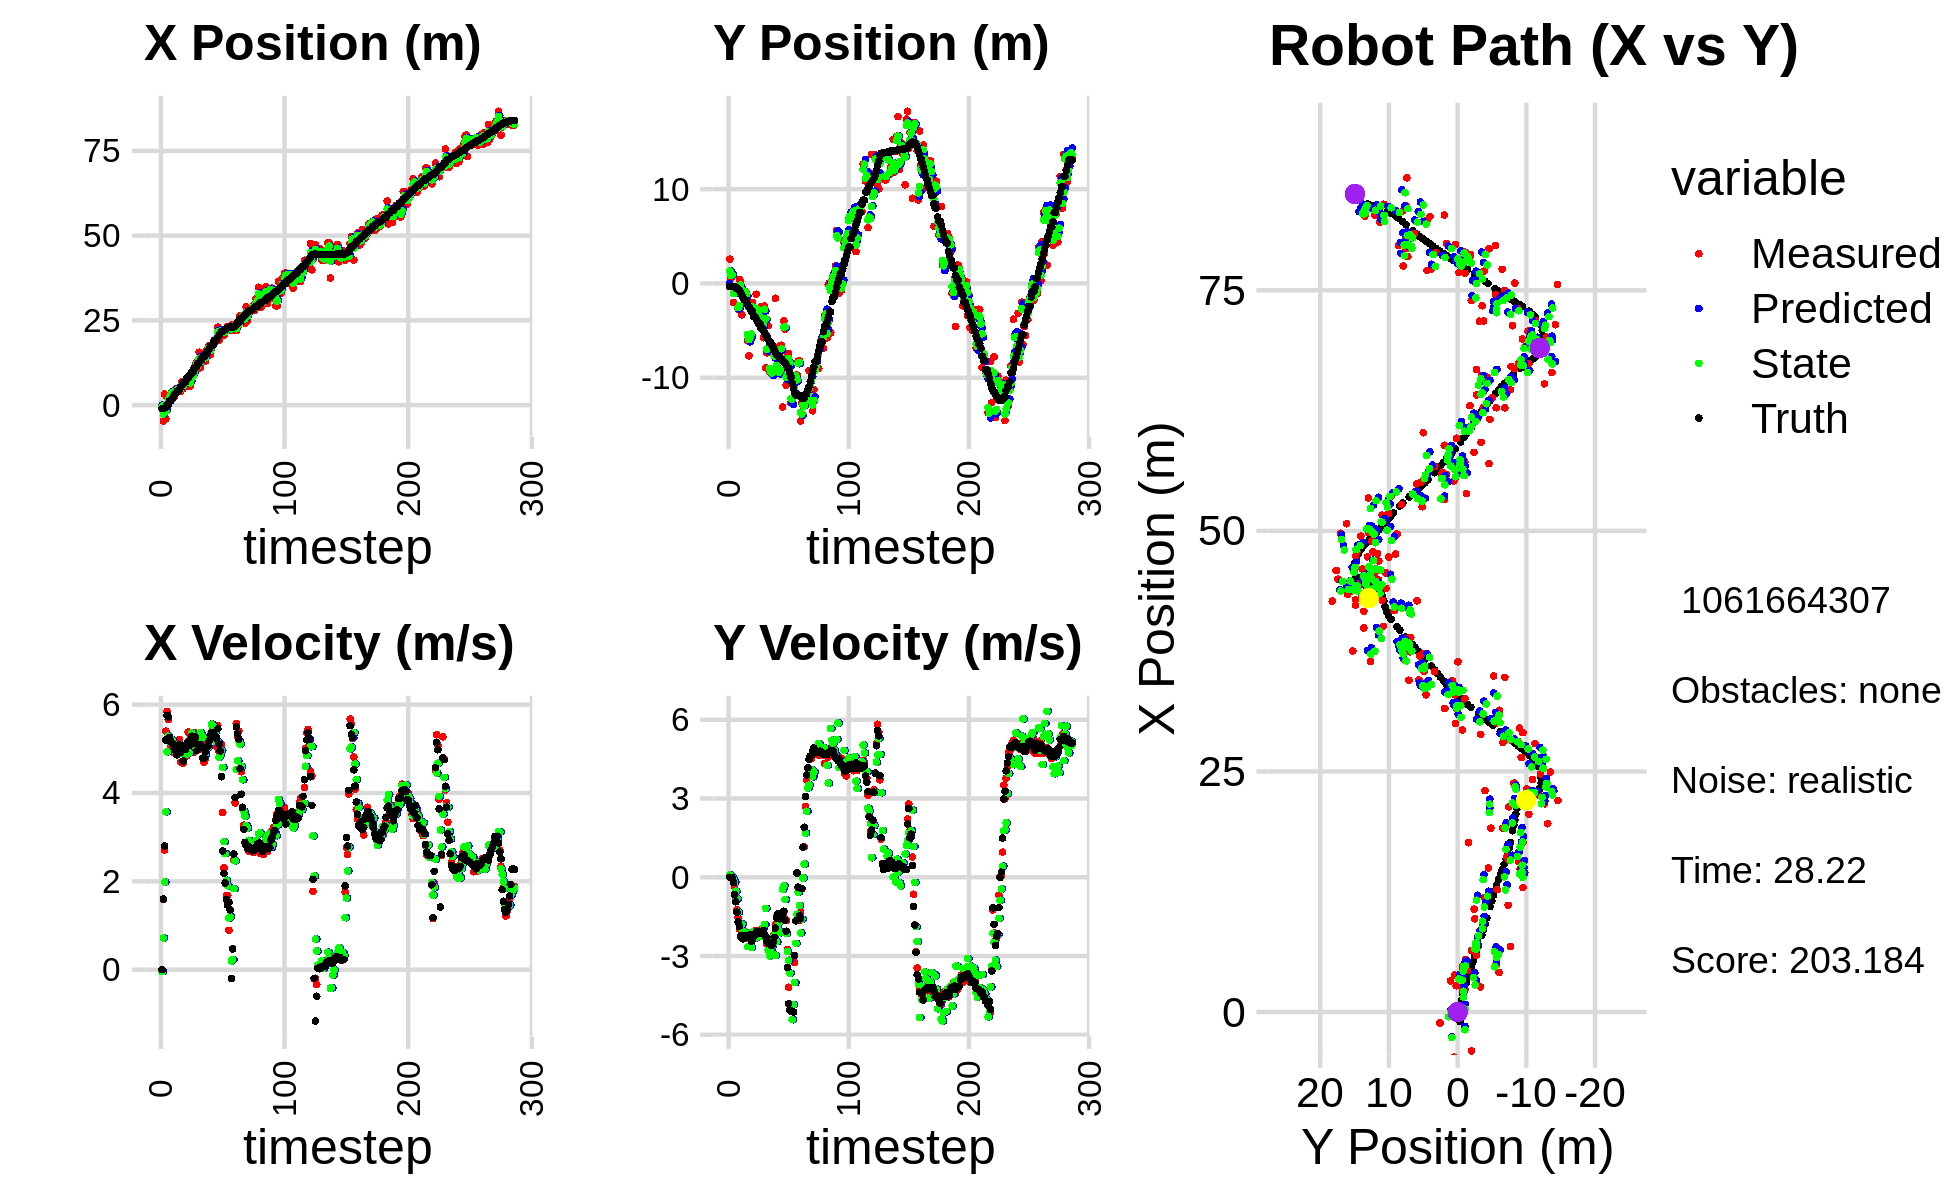 X Position (m)
75
50
25
0
0
100
200
300
timestep
Y Position (m)
10
0
-10
0
100
200
300
timestep
X Velocity (m/s)
6
4
2
0
0
100
200
300
timestep
Y Velocity (m/s)
6
3
0
-3
-6
0
100
200
300
timestep
Robot Path (X vs Y)
X Position (m)
75
50
25
0
20 10 0 -10 -20
Y Position (m)
variable
Measured
Predicted
State
Truth
1061664307
Obstacles: none
Noise: realistic
Time: 28.22
Score: 203.184